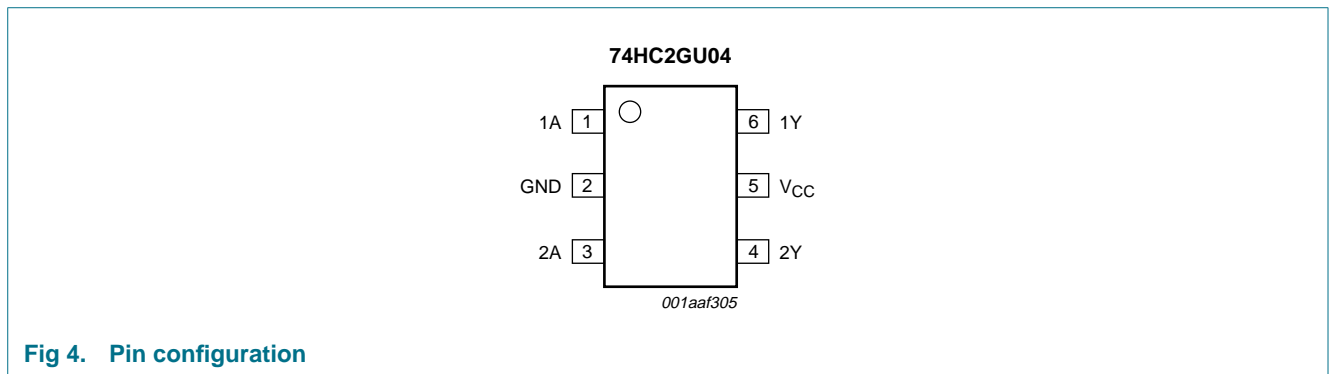 74HC2GU04
1A 1 6 1Y
GND 2 5 VCC
2A 3 4 2Y
001aaf305
Fig 4. Pin configuration